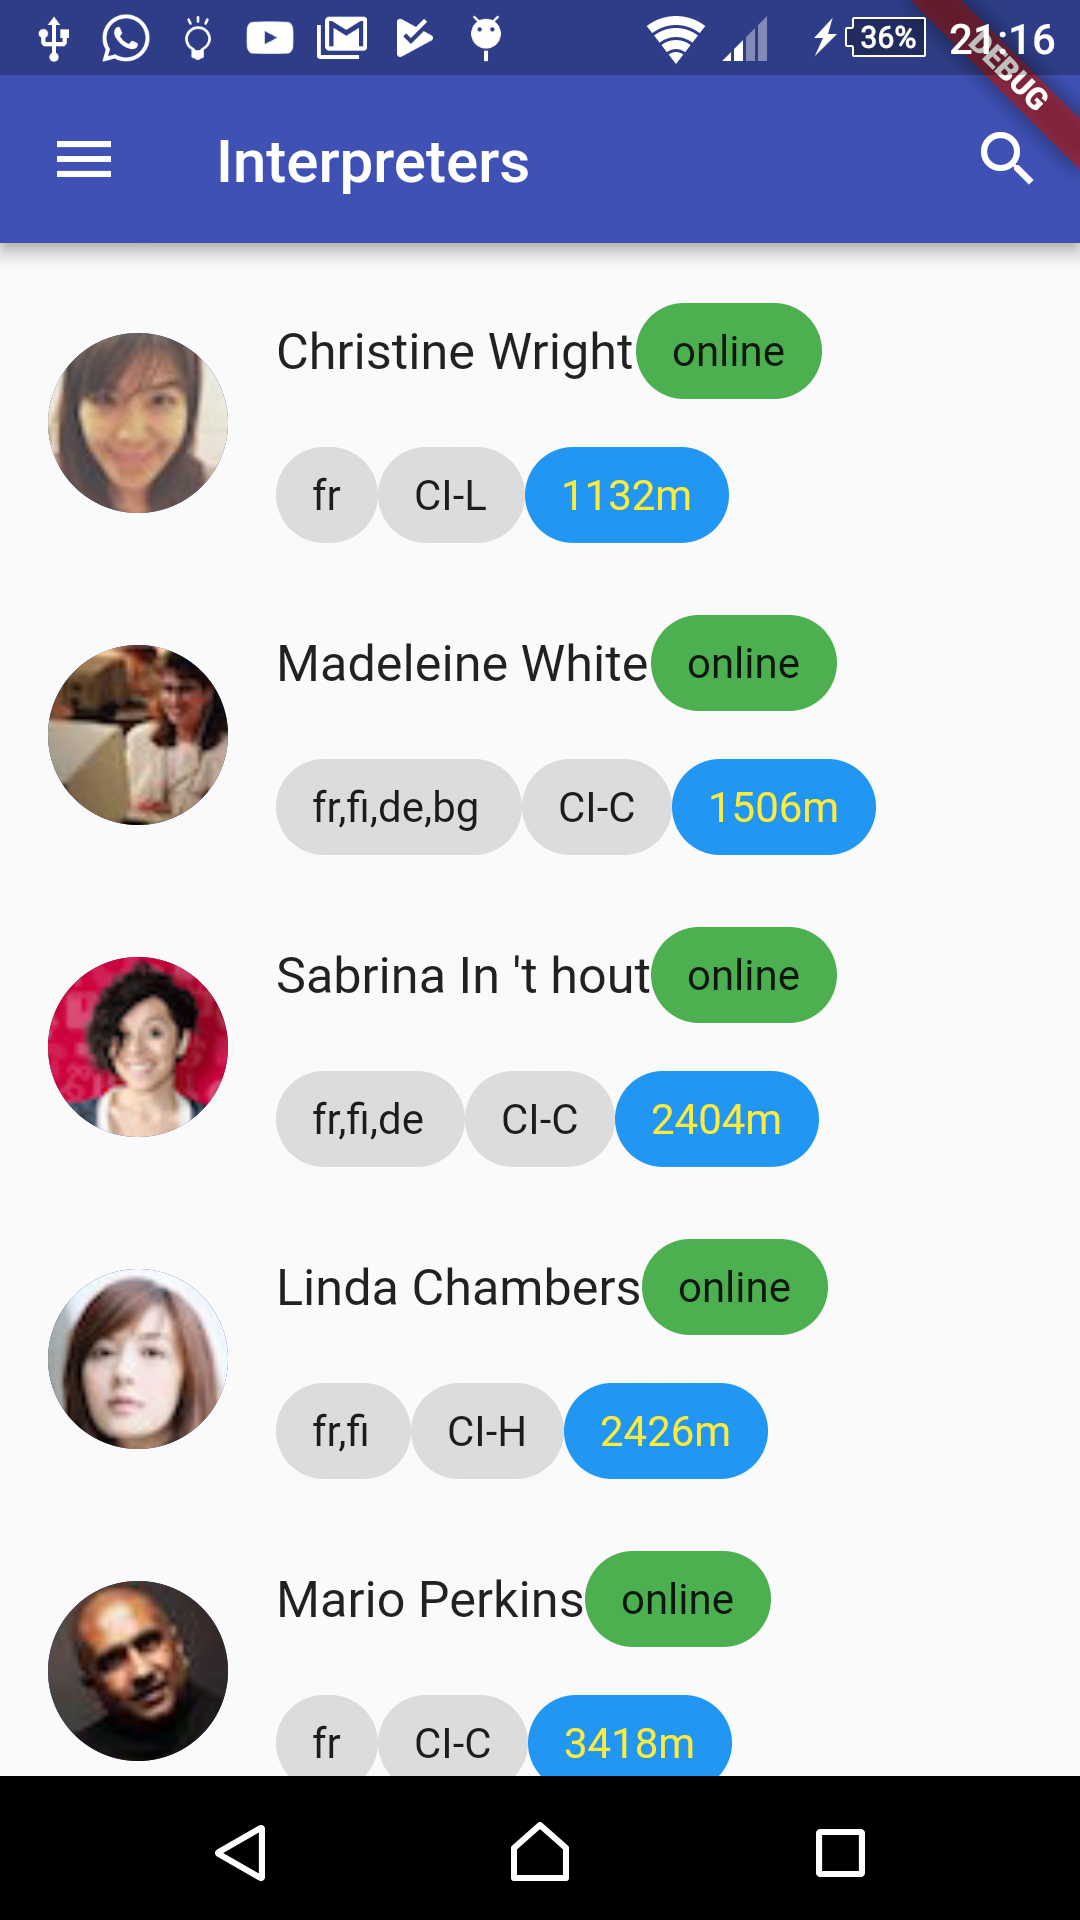 36% 21:16
DEBUG
Interpreters
Christine Wright online
fr CI-L 1132m
Madeleine White online
fr,fi,de,bg CI-C 1506m
Sabrina In 't hout online
fr,fi,de CI-C 2404m
Linda Chambers online
fr,fi CI-H 2426m
Mario Perkins online
fr CI-C 3418m